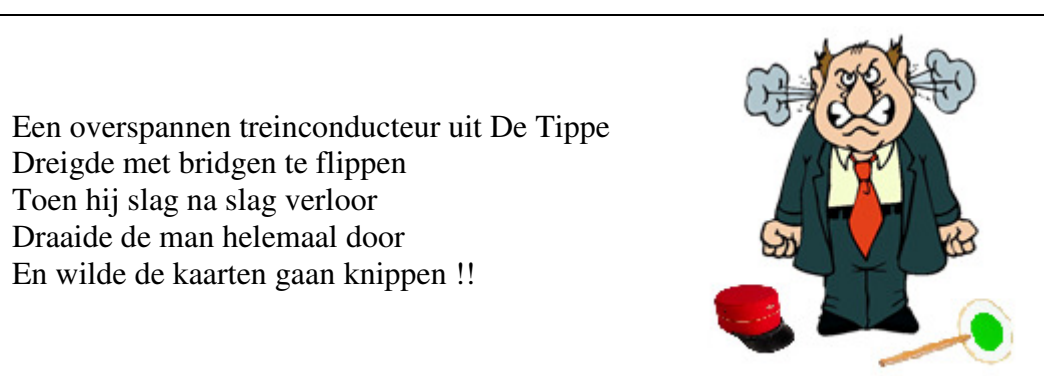 Een overspannen treinconducteur uit De Tippe
Dreigde met bridgen te flippen
Toen hij slag na slag verloor
Draaide de man helemaal door
En wilde de kaarten gaan knippen !!